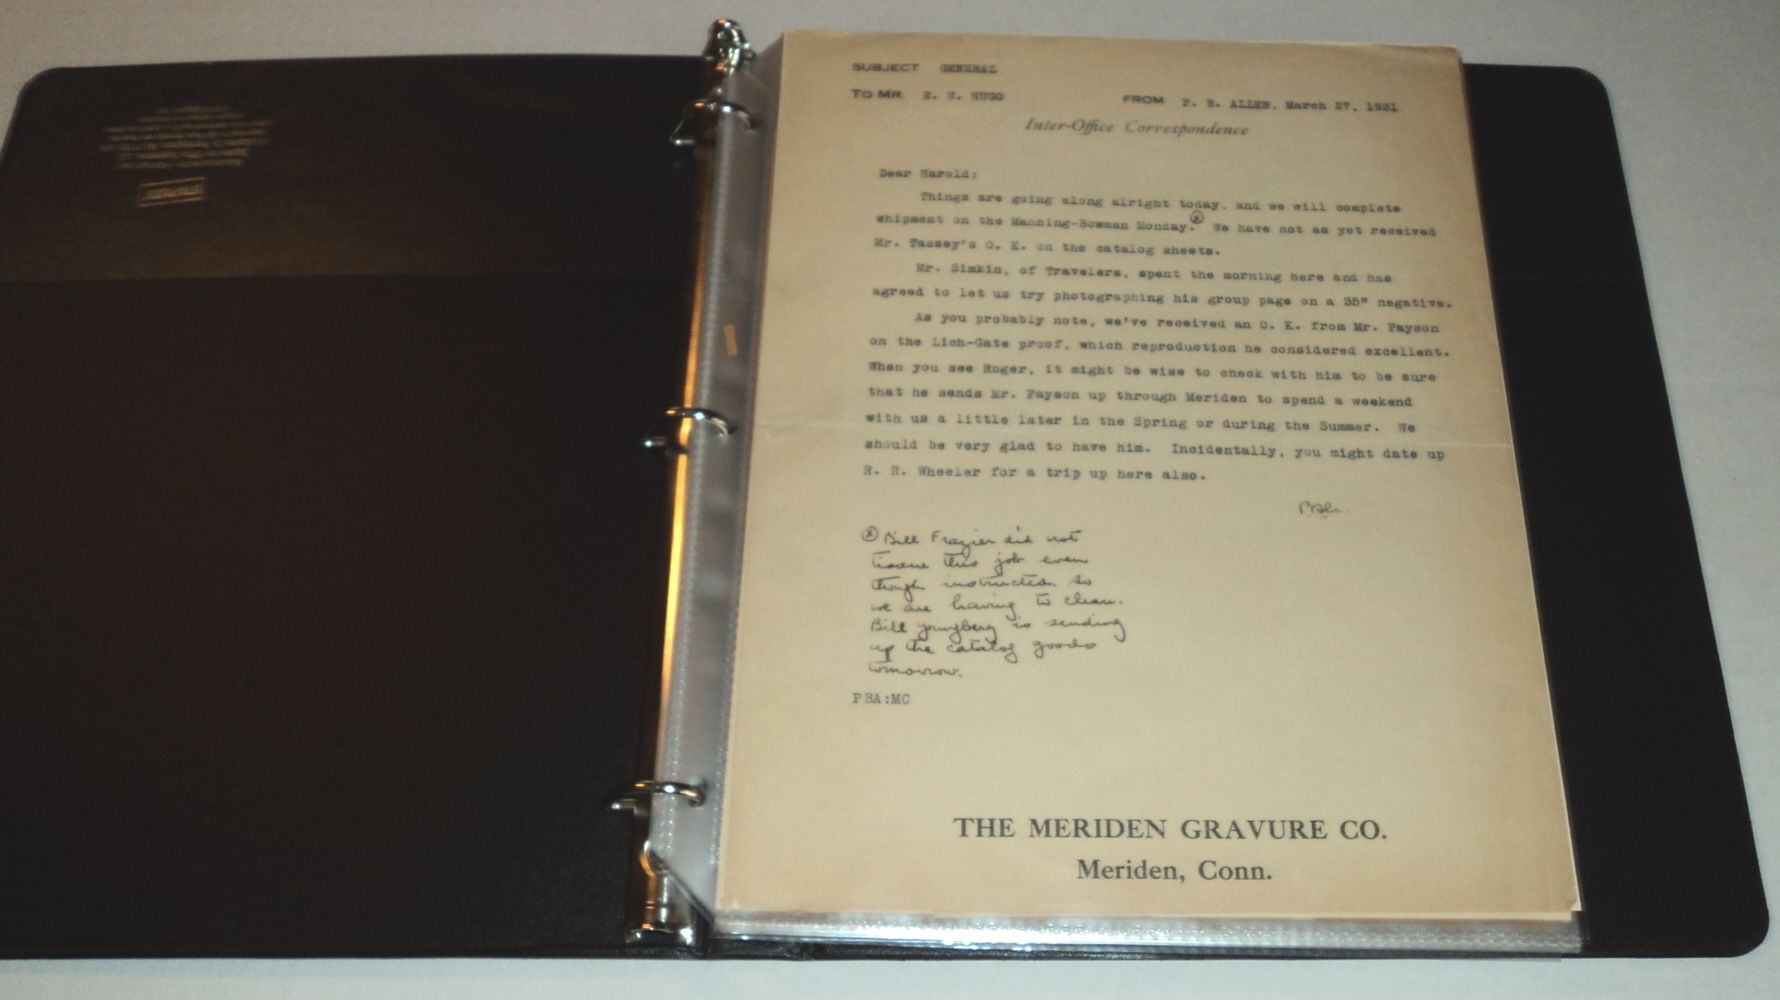 SUBJECT GENERAL
TO MR. E. H. HUGO FROM P. B. ALLEN, March 27, 1931
Inter-Office Correspondence
Dear Harold:
Things are going along alright today, and we will complete
shipment on the Manning-Bowman Monday. ⓧ We have not as yet received
Mr. Tassey's O. K. on the catalog sheets.
Mr. Simkin, of Travelers, spent the morning here and has
agreed to let us try photographing his group page on a 35" negative.
As you probably note, we've received an O. K. from Mr. Payson
on the Lich-Gate proof, which reproduction he considered excellent.
When you see Roger, it might be wise to check with him to be sure
that he sends Mr. Payson up through Meriden to spend a weekend
with us a little later in the Spring or during the Summer. We
should be very glad to have him. Incidentally, you might date up
R. R. Wheeler for a trip up here also.
ⓧ Bill Frazier did not
tissue this job even
though instructed so
we are having to clean.
Bill Youngberg is sending
up the catalog goods
tomorrow.
PBA:MC
THE MERIDEN GRAVURE CO.
Meriden, Conn.